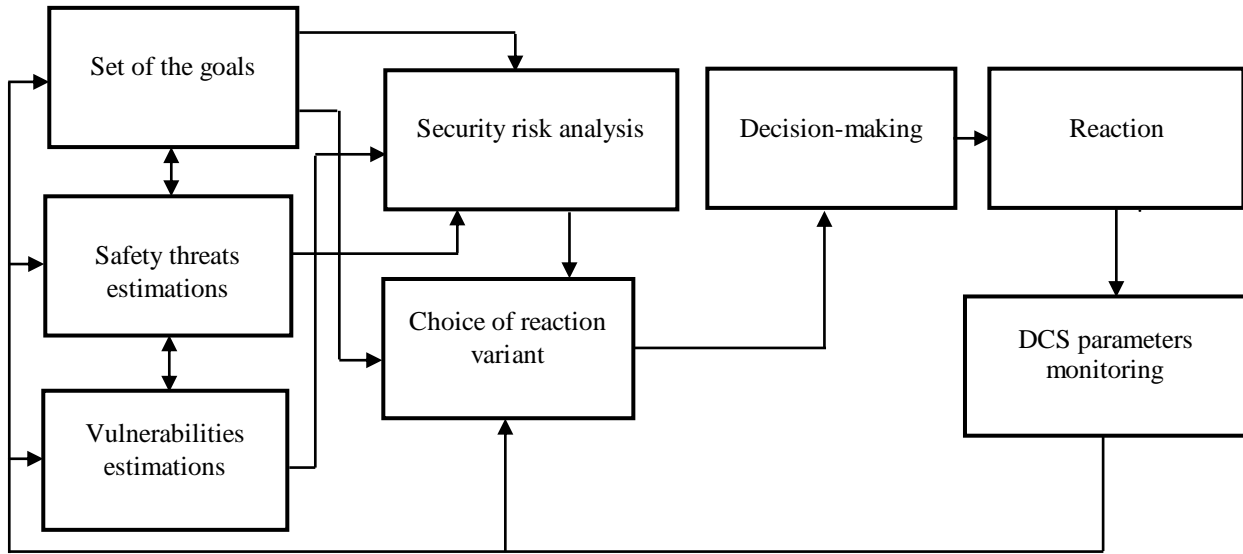 Set of the goals
Security risk analysis
Decision-making
Reaction
Safety threats
estimations
Choice of reaction
variant
DCS parameters
monitoring
Vulnerabilities
estimations